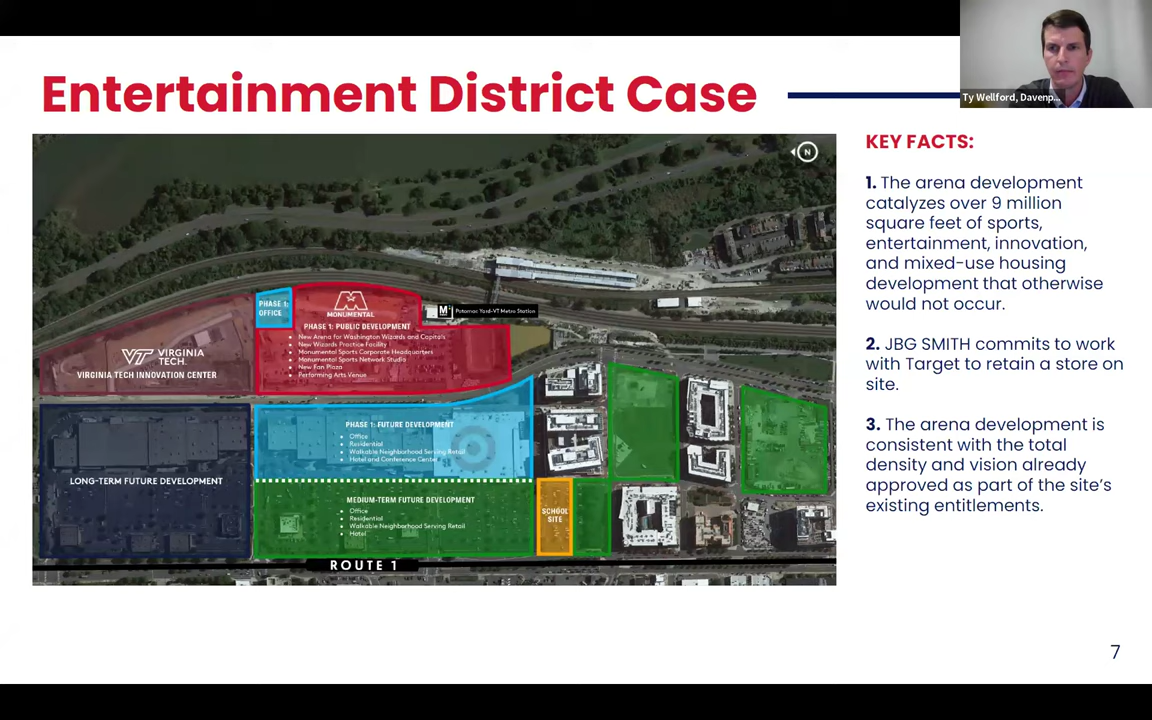 Entertainment District Case
Ty Wellford, Davenp...
N
PHASE 1:
OFFICE
MONUMENTAL
PHASE 1: PUBLIC DEVELOPMENT
New Arena for Washington Wizards and Capitals
New Wizards Practice Facility
Monumental Sports Corporate Headquarters
Monumental Sports Network Studio
New Fan Plaza
Performing Arts Venue
M
Potomac Yard-VT Metro Station
VT VIRGINIA
TECH
VIRGINIA TECH INNOVATION CENTER
PHASE 1: FUTURE DEVELOPMENT
Office
Residential
Walkable Neighborhood Serving Retail
Hotel and Conference Center
LONG-TERM FUTURE DEVELOPMENT
MEDIUM-TERM FUTURE DEVELOPMENT
Office
Residential
Walkable Neighborhood Serving Retail
Hotel
SCHOOL
SITE
ROUTE 1
KEY FACTS:
1. The arena development
catalyzes over 9 million
square feet of sports,
entertainment, innovation,
and mixed-use housing
development that otherwise
would not occur.
2. JBG SMITH commits to work
with Target to retain a store on
site.
3. The arena development is
consistent with the total
density and vision already
approved as part of the site's
existing entitlements.
7